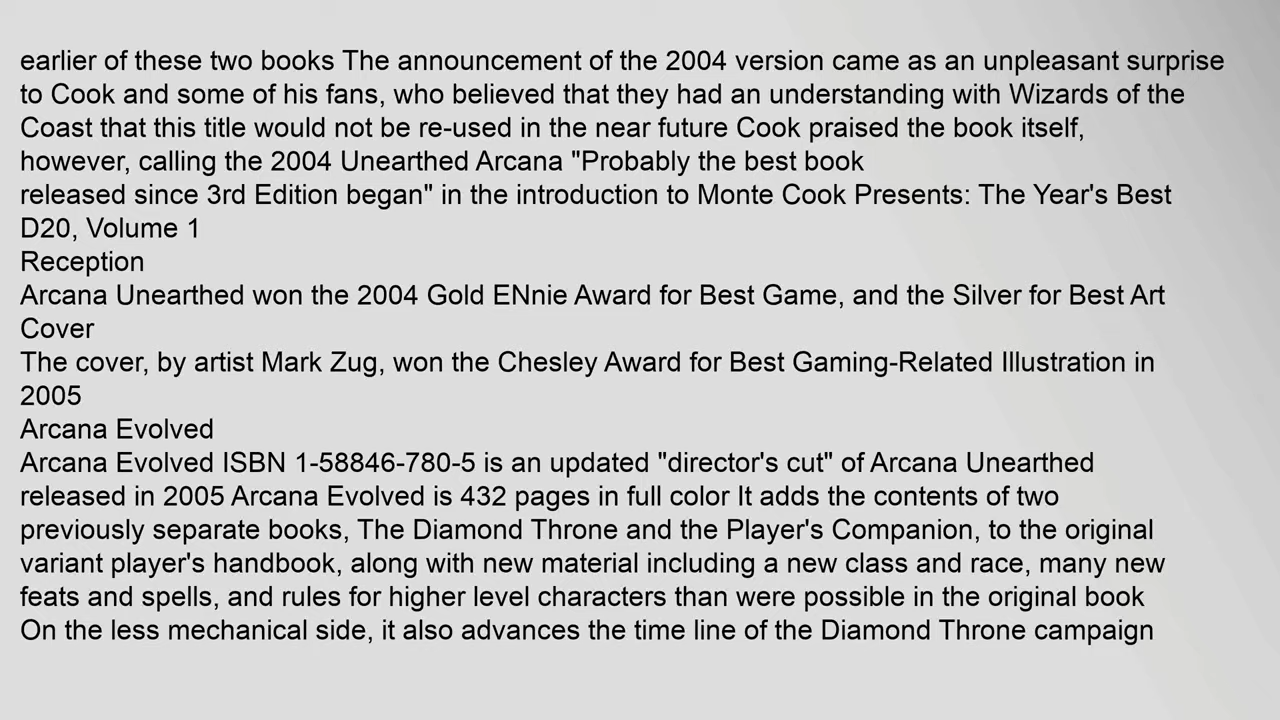 earlier of these two books The announcement of the 2004 version came as an unpleasant surprise
to Cook and some of his fans, who believed that they had an understanding with Wizards of the
Coast that this title would not be re-used in the near future Cook praised the book itself,
however, calling the 2004 Unearthed Arcana "Probably the best book
released since 3rd Edition began" in the introduction to Monte Cook Presents: The Year's Best
D20, Volume 1
Reception
Arcana Unearthed won the 2004 Gold ENnie Award for Best Game, and the Silver for Best Art
Cover
The cover, by artist Mark Zug, won the Chesley Award for Best Gaming-Related Illustration in
2005
Arcana Evolved
Arcana Evolved ISBN 1-58846-780-5 is an updated "director's cut" of Arcana Unearthed
released in 2005 Arcana Evolved is 432 pages in full color It adds the contents of two
previously separate books, The Diamond Throne and the Player's Companion, to the original
variant player's handbook, along with new material including a new class and race, many new
feats and spells, and rules for higher level characters than were possible in the original book
On the less mechanical side, it also advances the time line of the Diamond Throne campaign